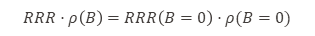 RRR · ρ(B) = RRR(B = 0) · ρ(B = 0)